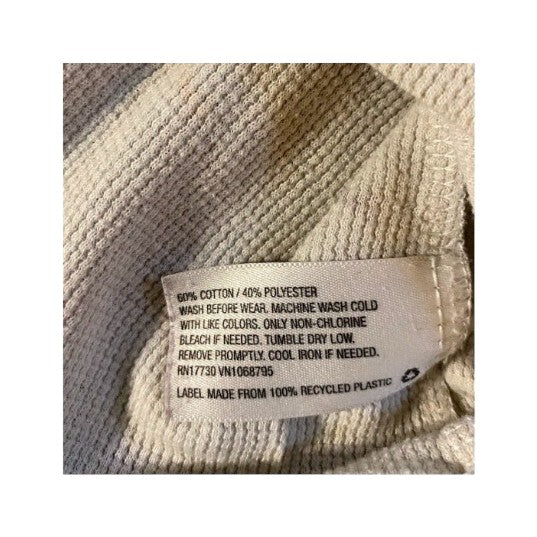 60% COTTON / 40% POLYESTER
WASH BEFORE WEAR. MACHINE WASH COLD
WITH LIKE COLORS. ONLY NON-CHLORINE
BLEACH IF NEEDED. TUMBLE DRY LOW.
REMOVE PROMPTLY. COOL IRON IF NEEDED.
RN17730 VN1068795
LABEL MADE FROM 100% RECYCLED PLASTIC